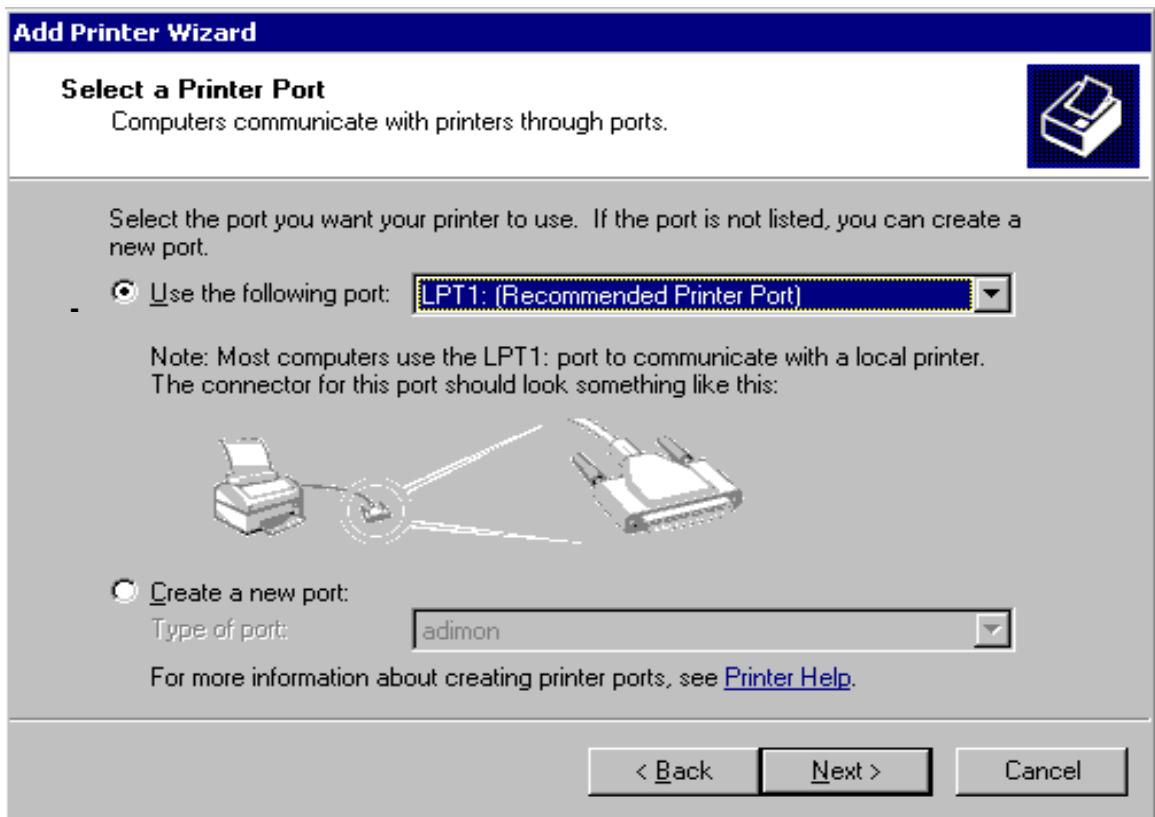 Add Printer Wizard
Select a Printer Port
Computers communicate with printers through ports.
Select the port you want your printer to use. If the port is not listed, you can create a
new port.
Use the following port: LPT1: (Recommended Printer Port)
Note: Most computers use the LPT1: port to communicate with a local printer.
The connector for this port should look something like this:
Create a new port:
Type of port: adimon
For more information about creating printer ports, see Printer Help.
< Back Next > Cancel